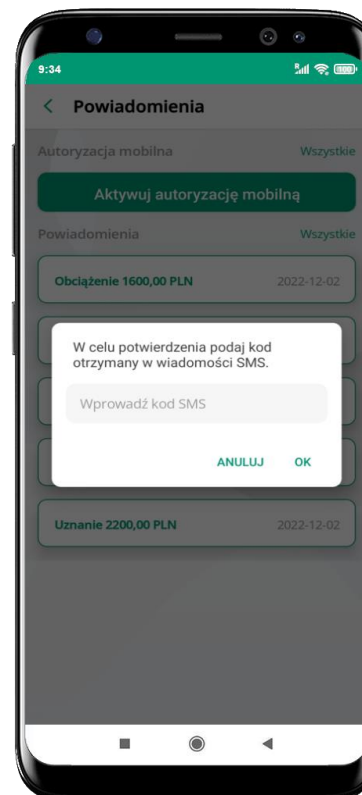 9:34
R
100
Powiadomienia
Autoryzacja mobilna Wszystkie
Aktywuj autoryzację mobilną
Powiadomienia Wszystkie
Obciążenie 1600,00 PLN 2022-12-02
W celu potwierdzenia podaj kod
otrzymany w wiadomości SMS.
Wprowadź kod SMS
ANULUJ OK
Uznanie 2200,00 PLN 2022-12-02